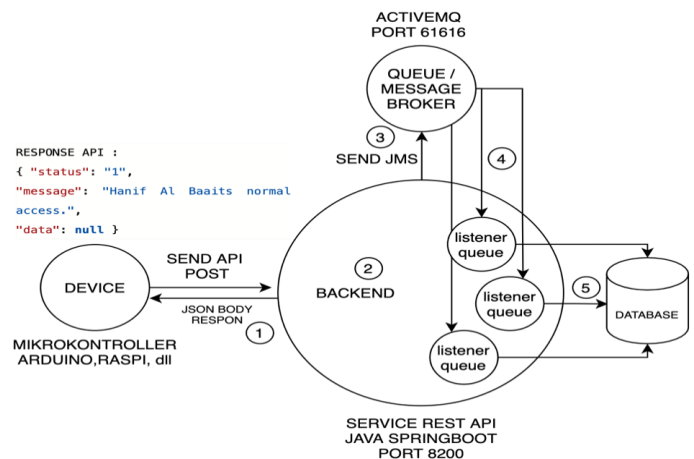 ACTIVEMQ
PORT 61616
QUEUE /
MESSAGE
BROKER
3
SEND JMS
4
RESPONSE API :
{ "status": "1",
"message": "Hanif Al Baaits normal
access.",
"data": null }
DEVICE
SEND API
POST
JSON BODY
RESPON
1
MIKROKONTROLLER
ARDUINO,RASPI, dll
2
BACKEND
listener
queue
listener
queue
listener
queue
5
DATABASE
SERVICE REST API
JAVA SPRINGBOOT
PORT 8200